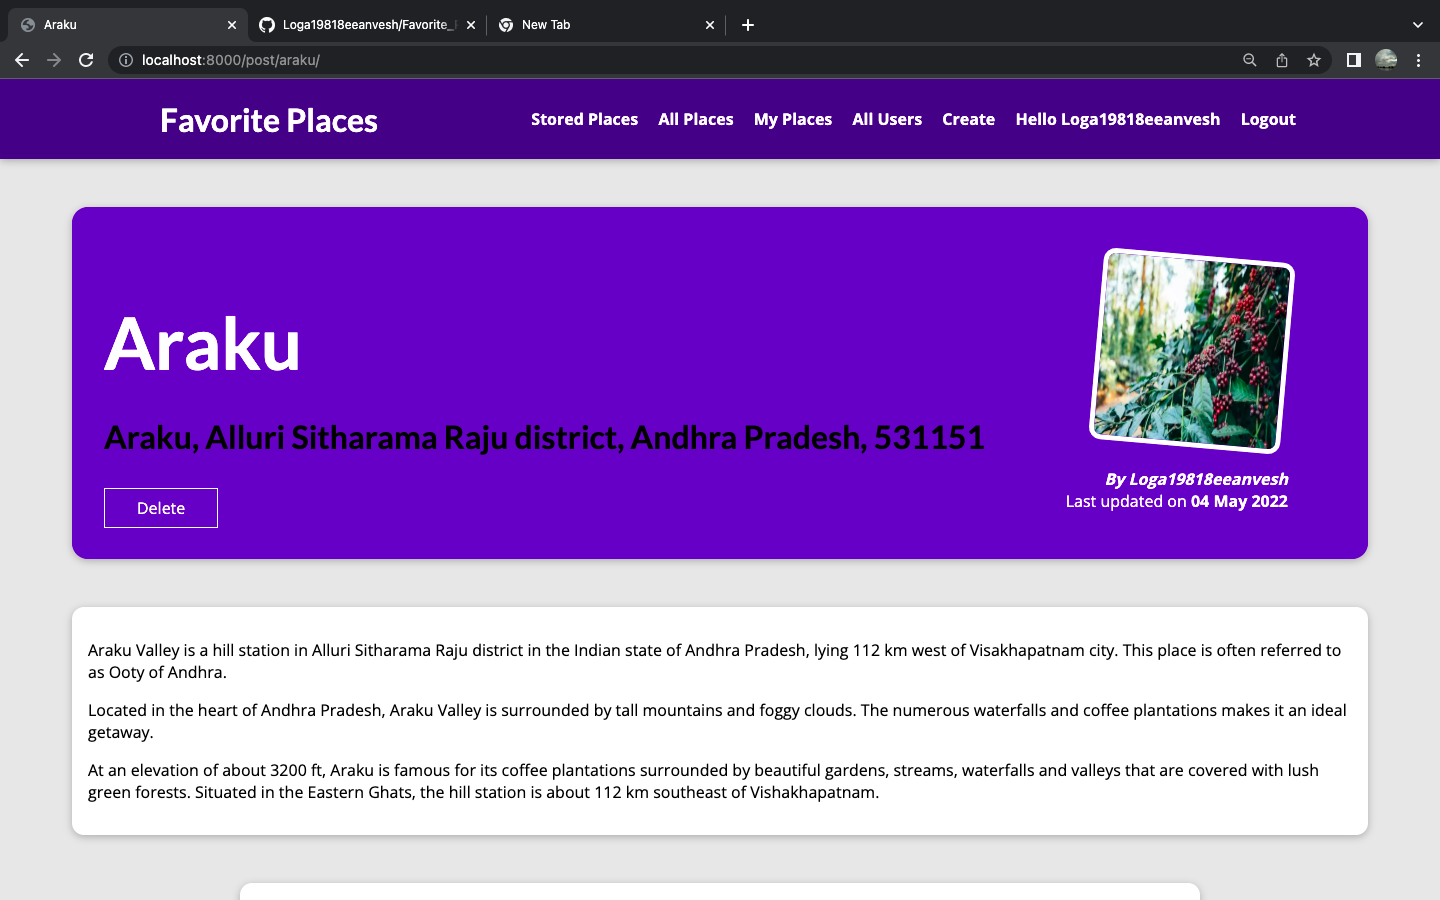 Araku
Loga19818eeanvesh/Favorite_
New Tab
localhost:8000/post/araku/
Favorite Places
Stored Places All Places My Places All Users Create Hello Loga19818eeanvesh Logout
Araku
Araku, Alluri Sitharama Raju district, Andhra Pradesh, 531151
Delete
By Loga19818eeanvesh
Last updated on 04 May 2022
Araku Valley is a hill station in Alluri Sitharama Raju district in the Indian state of Andhra Pradesh, lying 112 km west of Visakhapatnam city. This place is often referred to
as Ooty of Andhra.
Located in the heart of Andhra Pradesh, Araku Valley is surrounded by tall mountains and foggy clouds. The numerous waterfalls and coffee plantations makes it an ideal
getaway.
At an elevation of about 3200 ft, Araku is famous for its coffee plantations surrounded by beautiful gardens, streams, waterfalls and valleys that are covered with lush
green forests. Situated in the Eastern Ghats, the hill station is about 112 km southeast of Vishakhapatnam.